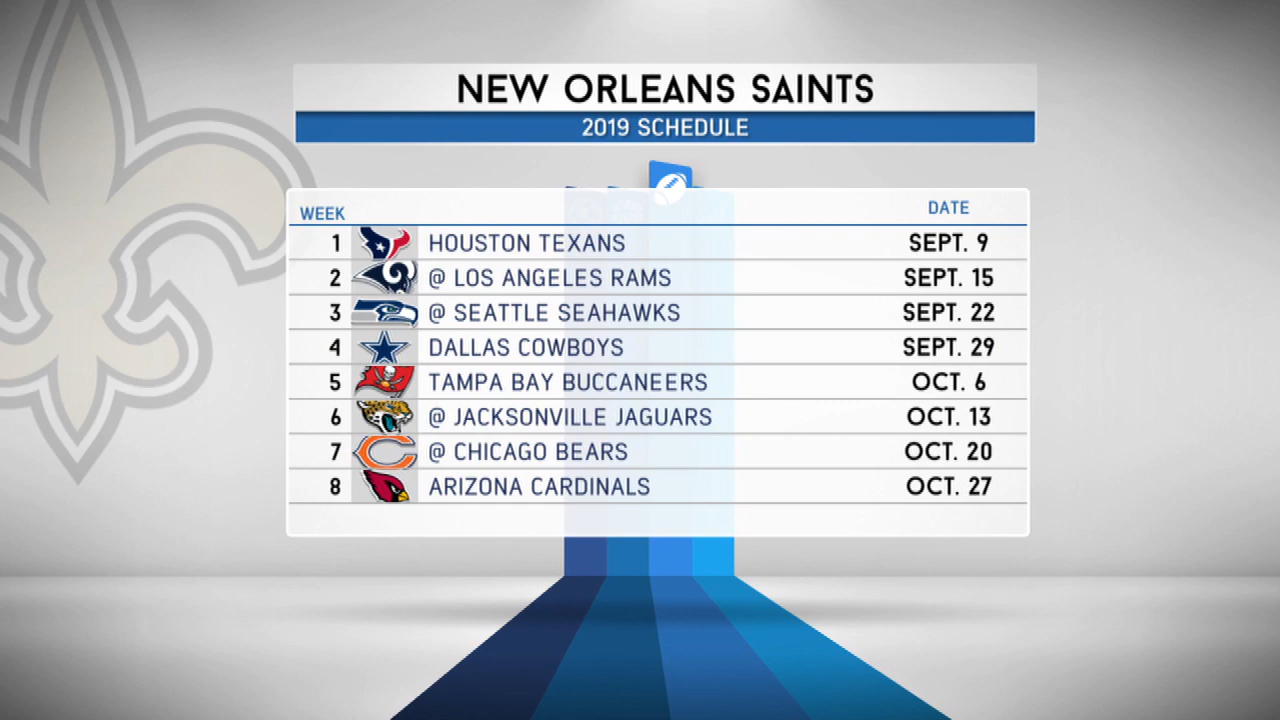 NEW ORLEANS SAINTS
2019 SCHEDULE
WEEK DATE
1 HOUSTON TEXANS SEPT. 9
2 @ LOS ANGELES RAMS SEPT. 15
3 @ SEATTLE SEAHAWKS SEPT. 22
4 DALLAS COWBOYS SEPT. 29
5 TAMPA BAY BUCCANEERS OCT. 6
6 @ JACKSONVILLE JAGUARS OCT. 13
7 @ CHICAGO BEARS OCT. 20
8 ARIZONA CARDINALS OCT. 27